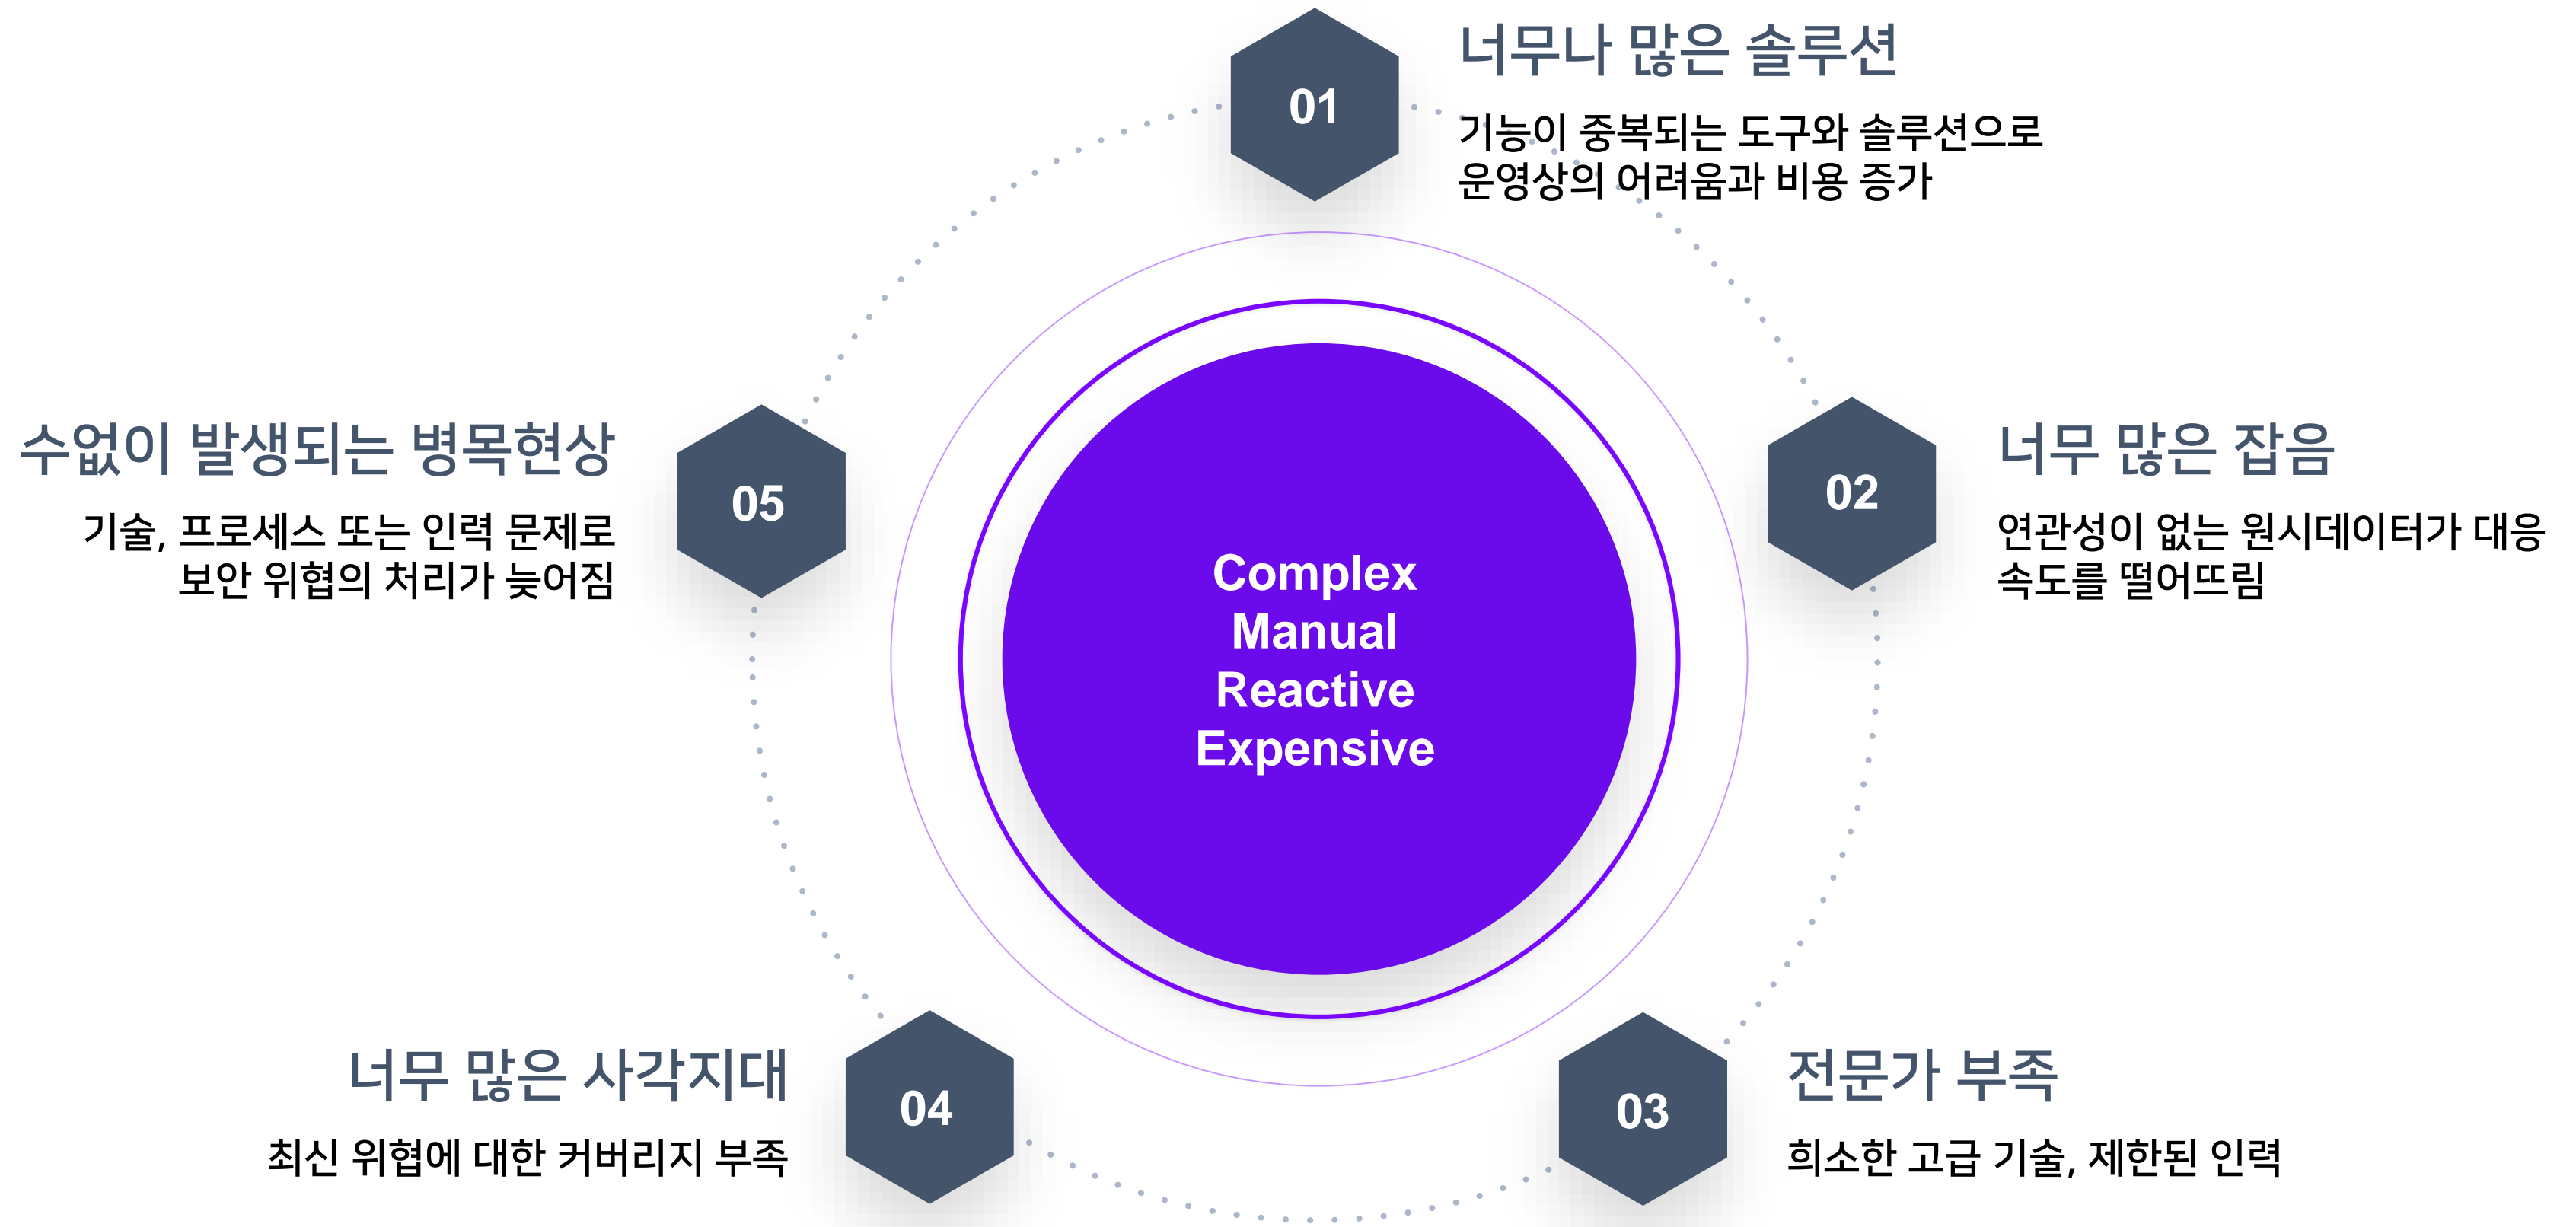 01
너무나 많은 솔루션
기능이 중복되는 도구와 솔루션으로
운영상의 어려움과 비용 증가
02
너무 많은 잡음
연관성이 없는 원시데이터가 대응
속도를 떨어뜨림
03
전문가 부족
희소한 고급 기술, 제한된 인력
04
너무 많은 사각지대
최신 위협에 대한 커버리지 부족
05
수없이 발생되는 병목현상
기술, 프로세스 또는 인력 문제로
보안 위협의 처리가 늦어짐
Complex
Manual
Reactive
Expensive